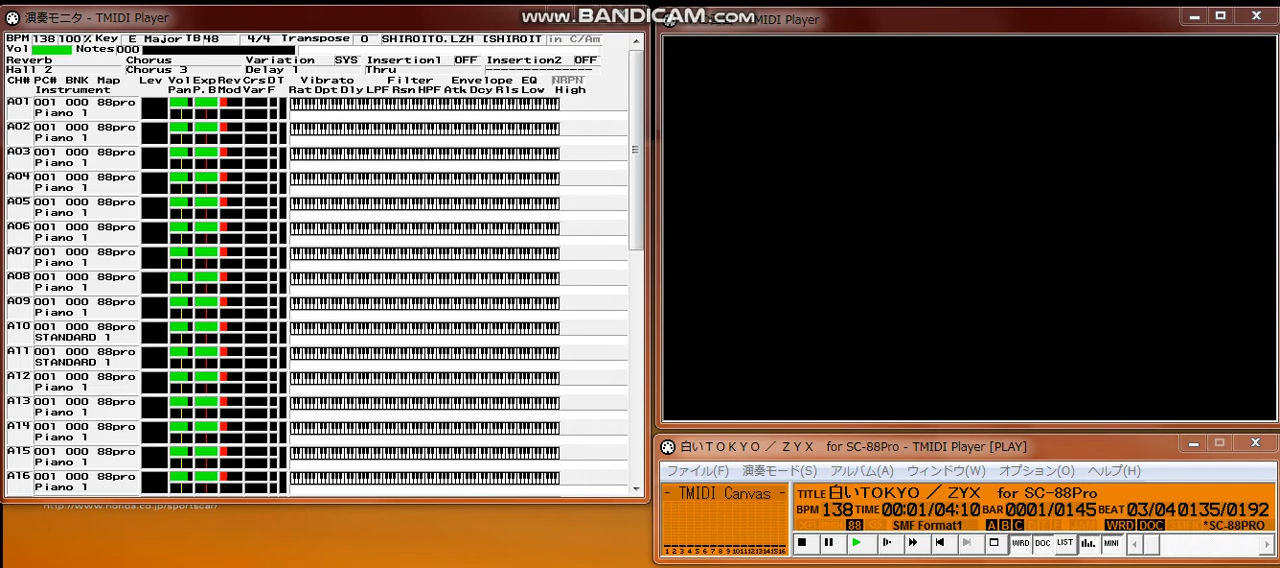 演奏モニタ - TMIDI Player
www.BANDICAM.com
TMIDI Player
BPM 138 100% Key E Major TB 48 4/4 Transpose 0 SHIROITO.LZH [SHIROIT in C/Am
Vol Notes 000
Reverb Chorus Variation SYS Insertion1 OFF Insertion2 OFF
Hall 2 Chorus 3 Delay 1 Thru ---------------
CH# PC# BNK Map Lev Vol Exp Rev Crs DT Vibrato Filter Envelope EQ NRPN
Instrument Pan P.B Mod Var F Rat Dpt Dly LPF Rsn HPF Atk Dcy Rls Low High
A01 001 000 88pro
Piano 1
A02 001 000 88pro
Piano 1
A03 001 000 88pro
Piano 1
A04 001 000 88pro
Piano 1
A05 001 000 88pro
Piano 1
A06 001 000 88pro
Piano 1
A07 001 000 88pro
Piano 1
A08 001 000 88pro
Piano 1
A09 001 000 88pro
Piano 1
A10 001 000 88pro
STANDARD 1
A11 001 000 88pro
STANDARD 1
A12 001 000 88pro
Piano 1
A13 001 000 88pro
Piano 1
A14 001 000 88pro
Piano 1
A15 001 000 88pro
Piano 1
A16 001 000 88pro
Piano 1
http://www.honda.co.jp/sportscar/
白いＴＯＫＹＯ ／ ＺＹＸ for SC-88Pro - TMIDI Player [PLAY]
ファイル(F) 演奏モード(S) アルバム(A) ウィンドウ(W) オプション(O) ヘルプ(H)
- TMIDI Canvas -
TITLE 白いTOKYO ／ ZYX for SC-88Pro
BPM 138 TIME 00:01/04:10 BAR 0001/0145 BEAT 03/04 0135/0192
88 SMF Format1 A B C WRD DOC *SC-88PRO
1 2 3 4 5 6 7 8 9 10 11 12 13 14 15 16
WRD DOC LIST MINI